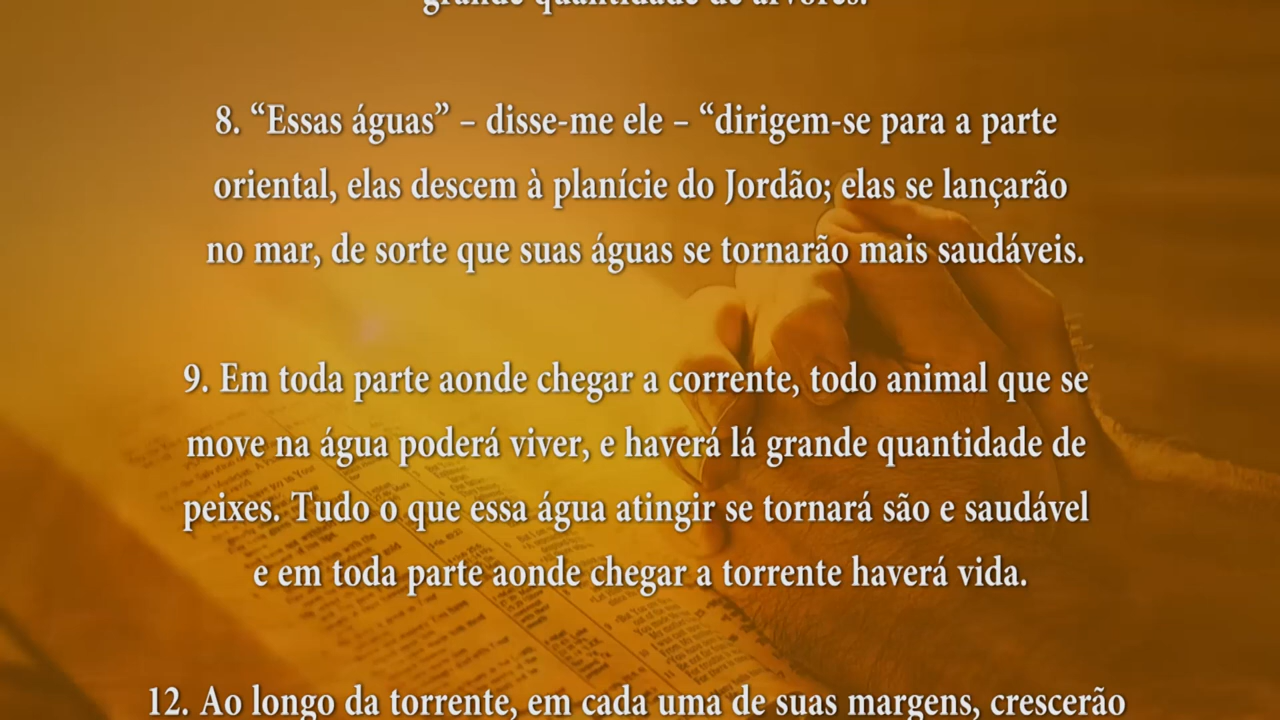 grande quantidade de árvores.
8. “Essas águas” – disse-me ele – “dirigem-se para a parte
oriental, elas descem à planície do Jordão; elas se lançarão
no mar, de sorte que suas águas se tornarão mais saudáveis.
9. Em toda parte aonde chegar a corrente, todo animal que se
move na água poderá viver, e haverá lá grande quantidade de
peixes. Tudo o que essa água atingir se tornará são e saudável
e em toda parte aonde chegar a torrente haverá vida.
12. Ao longo da torrente, em cada uma de suas margens, crescerão